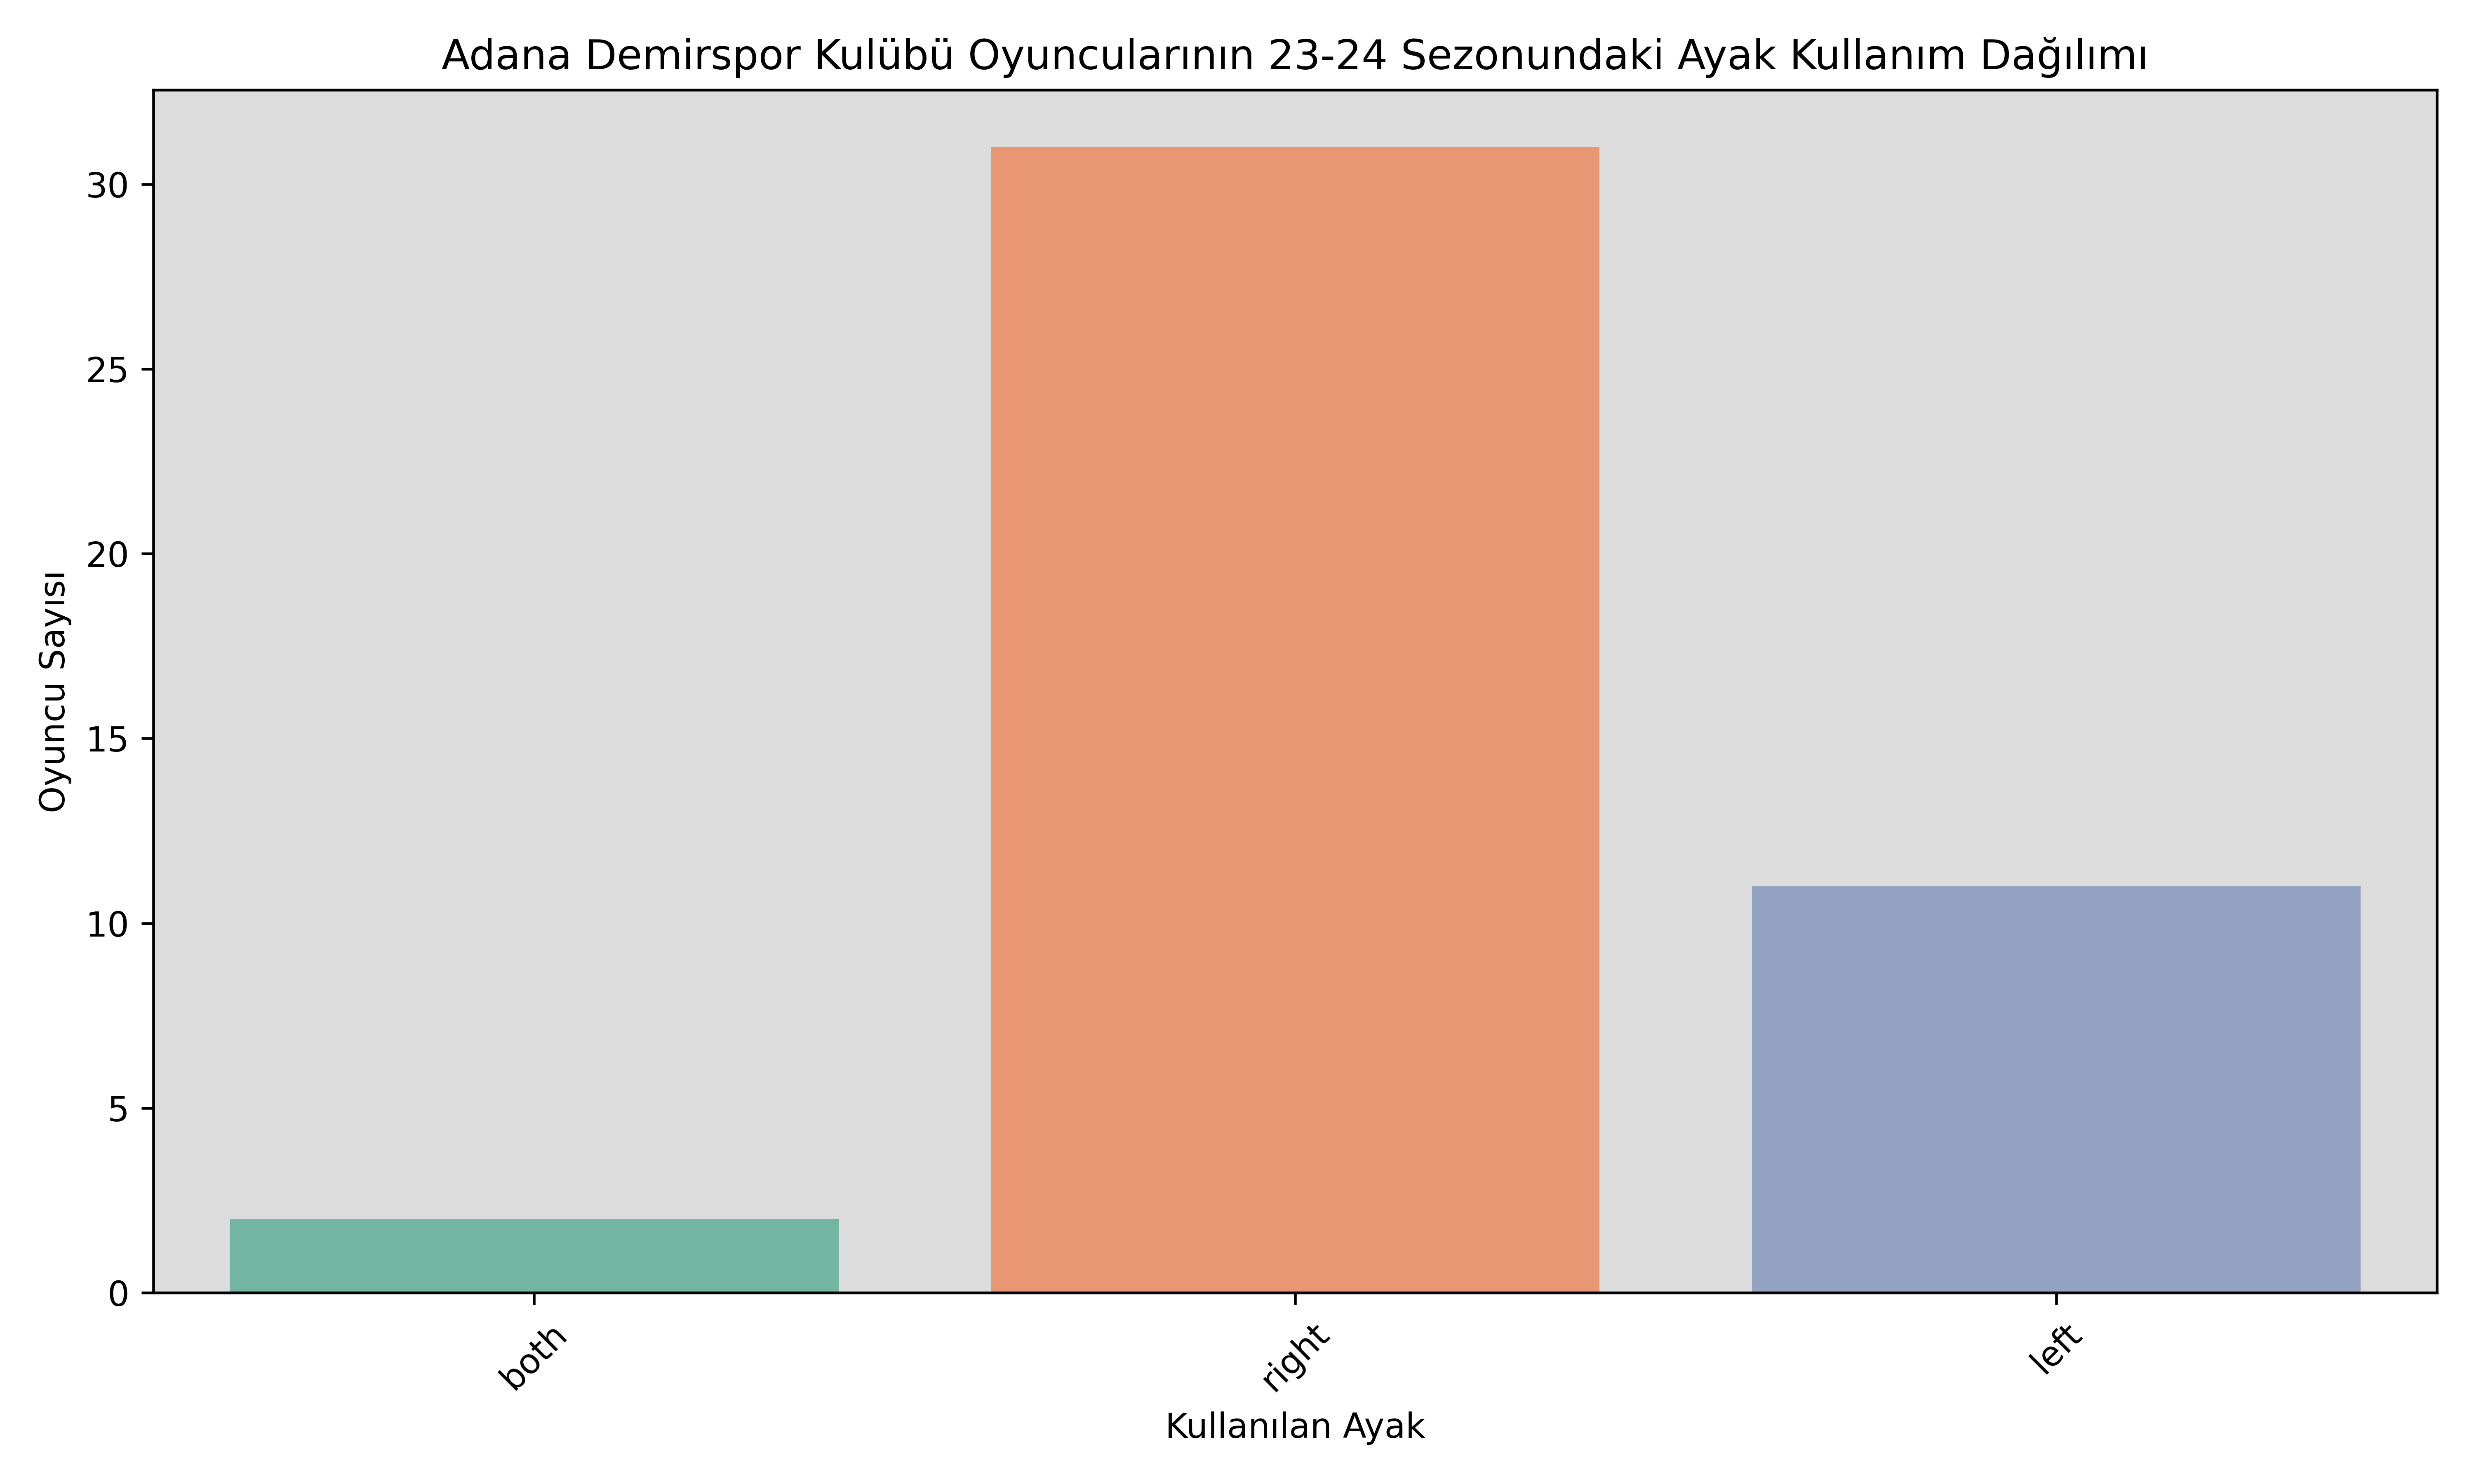 Adana Demirspor Kulübü Oyuncularının 23-24 Sezonundaki Ayak Kullanım Dağılımı
Oyuncu Sayısı
30
25
20
15
10
5
0
both
right
left
Kullanılan Ayak